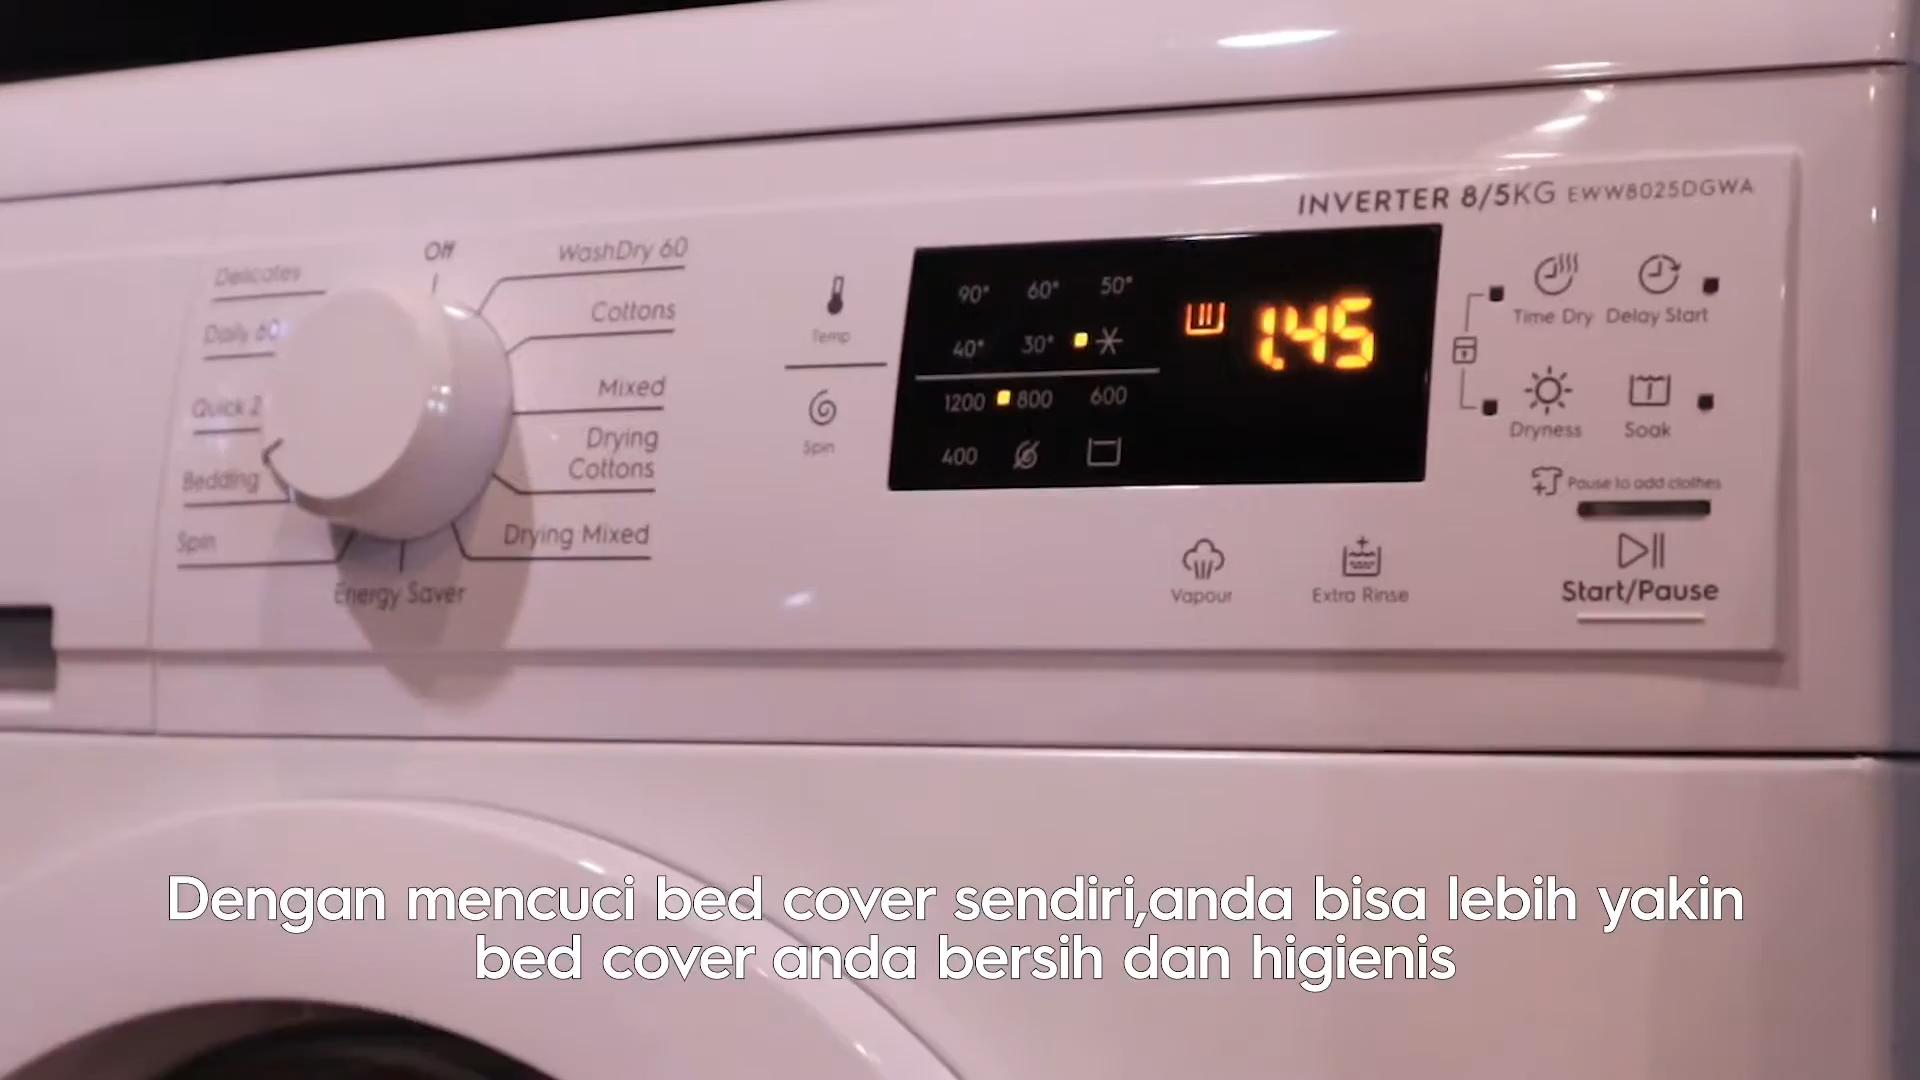 INVERTER 8/5KG EWW8025DGWA
Off
WashDry 60
Cottons
Mixed
Drying
Cottons
Drying Mixed
Energy Saver
Spin
Bedding
Quick
Daily 60
Delicates
Temp
Spin
90° 60° 50°
40° 30°
1200 800 600
400
1.45
Time Dry Delay Start
Dryness Soak
Pause to add clothes
Start/Pause
Vapour Extra Rinse
Dengan mencuci bed cover sendiri,anda bisa lebih yakin
bed cover anda bersih dan higienis